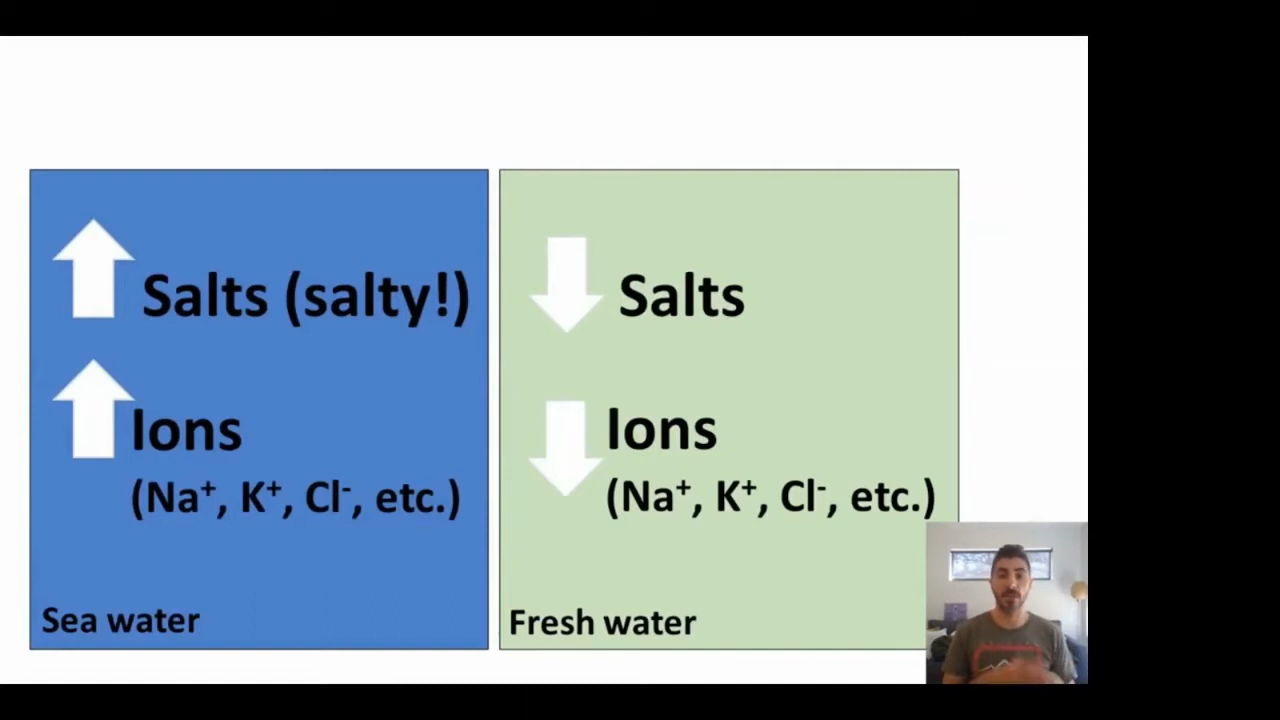 Salts (salty!)
Ions
(Na⁺, K⁺, Cl⁻, etc.)
Sea water
Salts
Ions
(Na⁺, K⁺, Cl⁻, etc.)
Fresh water